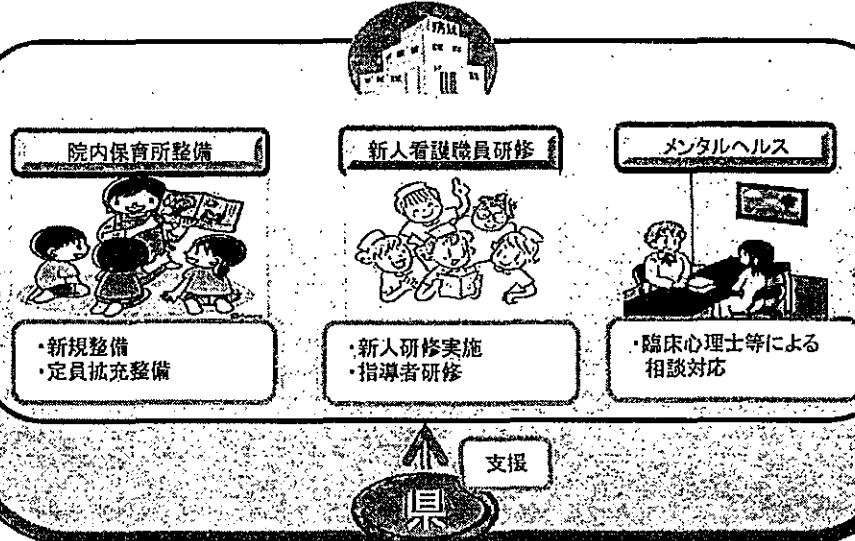 病院
院内保育所整備
新人看護職員研修
メンタルヘルス
・新規整備
・定員拡充整備
・新人研修実施
・指導者研修
・臨床心理士等による
相談対応
支援
県